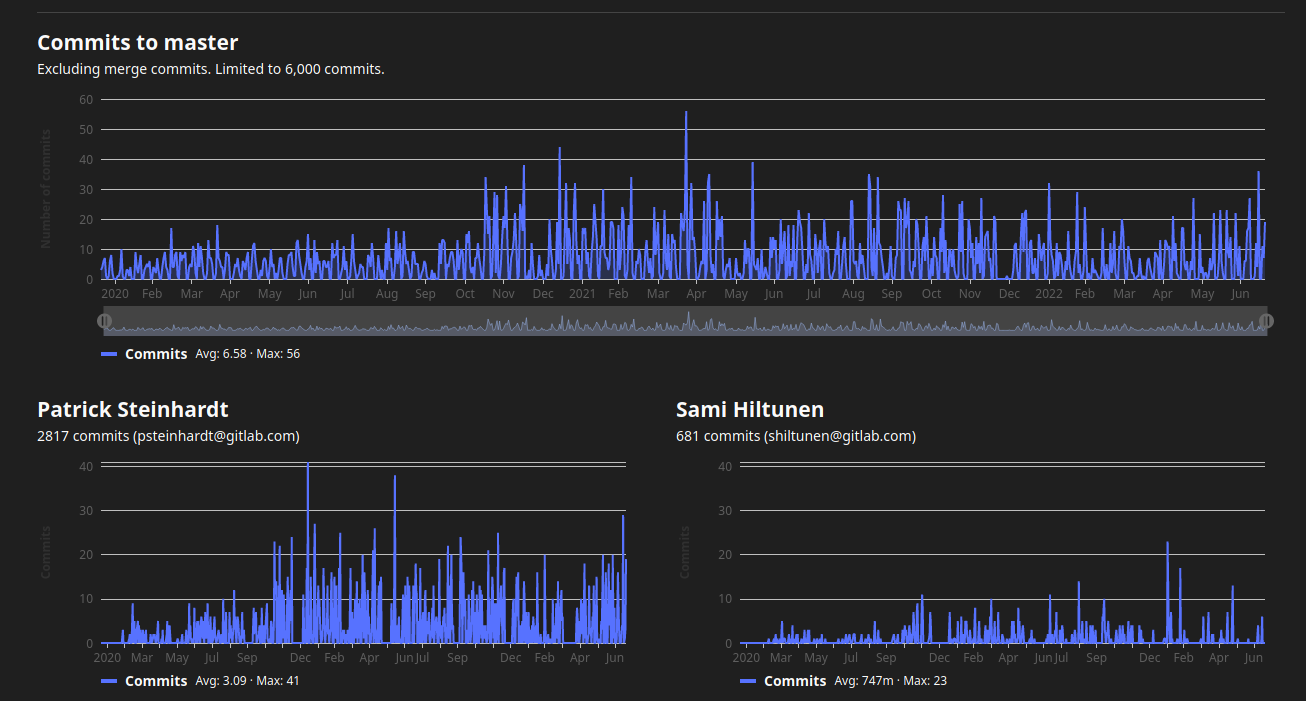 Commits to master
Excluding merge commits. Limited to 6,000 commits.
Number of commits
60
50
40
30
20
10
0
2020 Feb Mar Apr May Jun Jul Aug Sep Oct Nov Dec 2021 Feb Mar Apr May Jun Jul Aug Sep Oct Nov Dec 2022 Feb Mar Apr May Jun
Commits Avg: 6.58 · Max: 56
Patrick Steinhardt
2817 commits (psteinhardt@gitlab.com)
Commits
40
30
20
10
0
2020 Mar May Jul Sep Dec Feb Apr Jun Jul Sep Dec Feb Apr Jun
Commits Avg: 3.09 · Max: 41
Sami Hiltunen
681 commits (shiltunen@gitlab.com)
Commits
40
30
20
10
0
2020 Mar May Jul Sep Dec Feb Apr Jun Jul Sep Dec Feb Apr Jun
Commits Avg: 747m · Max: 23